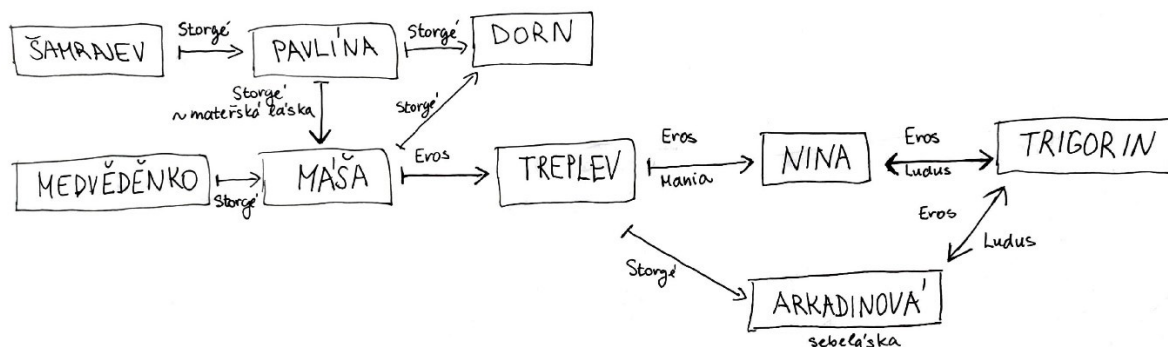 ŠAMRAJEV
Storgé
PAVLÍNA
Storgé
DORN
Storgé
~ mateřská láska
Storgé
MEDVĚDĚNKO
Storgé
MÁŠA
Eros
TREPLEV
Eros
Mania
NINA
Eros
Ludus
TRIGORIN
Eros
Ludus
Storgé
ARKADINOVÁ
sebeláska